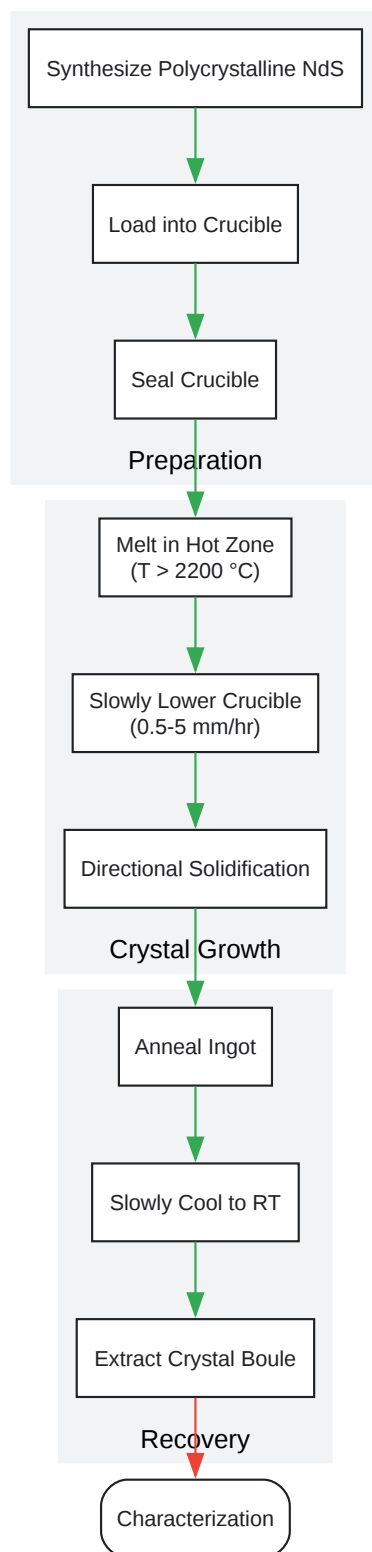 Synthesize Polycrystalline NdS
Load into Crucible
Seal Crucible
Preparation
Melt in Hot Zone
(T > 2200 °C)
Slowly Lower Crucible
(0.5-5 mm/hr)
Directional Solidification
Crystal Growth
Anneal Ingot
Slowly Cool to RT
Extract Crystal Boule
Recovery
Characterization